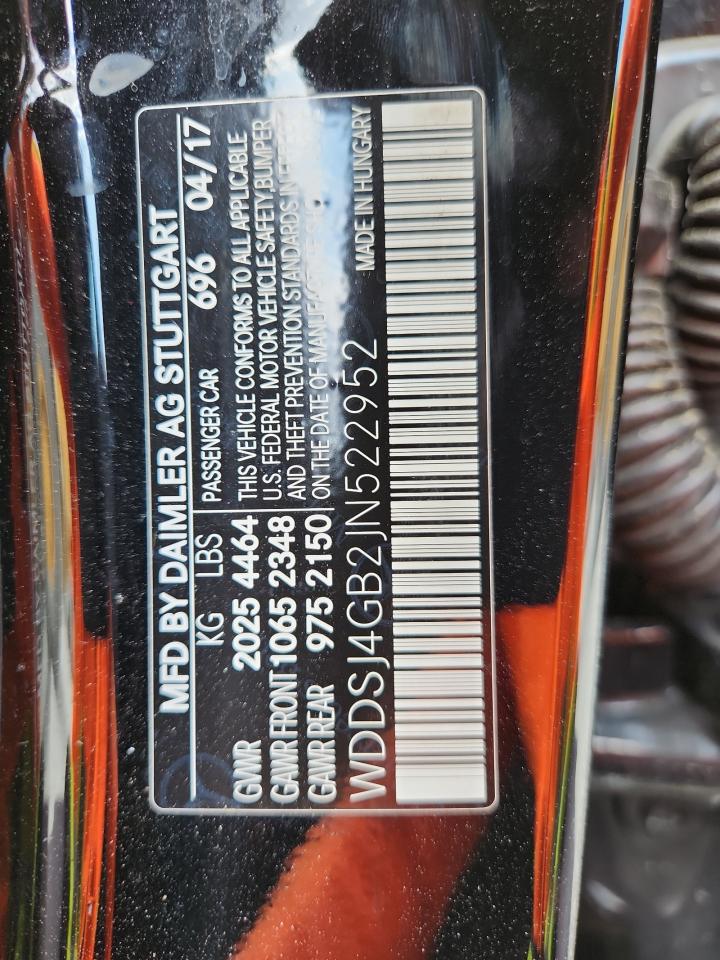 MFD BY DAIMLER AG STUTTGART
KG LBS PASSENGER CAR 696 04/17
GVWR 2025 4464 THIS VEHICLE CONFORMS TO ALL APPLICABLE
GAWR FRONT 1065 2348 U.S. FEDERAL MOTOR VEHICLE SAFETY, BUMPER
GAWR REAR 975 2150 AND THEFT PREVENTION STANDARDS IN
ON THE DATE OF
WDDSJ4GB2JN522952 MADE IN HUNGARY